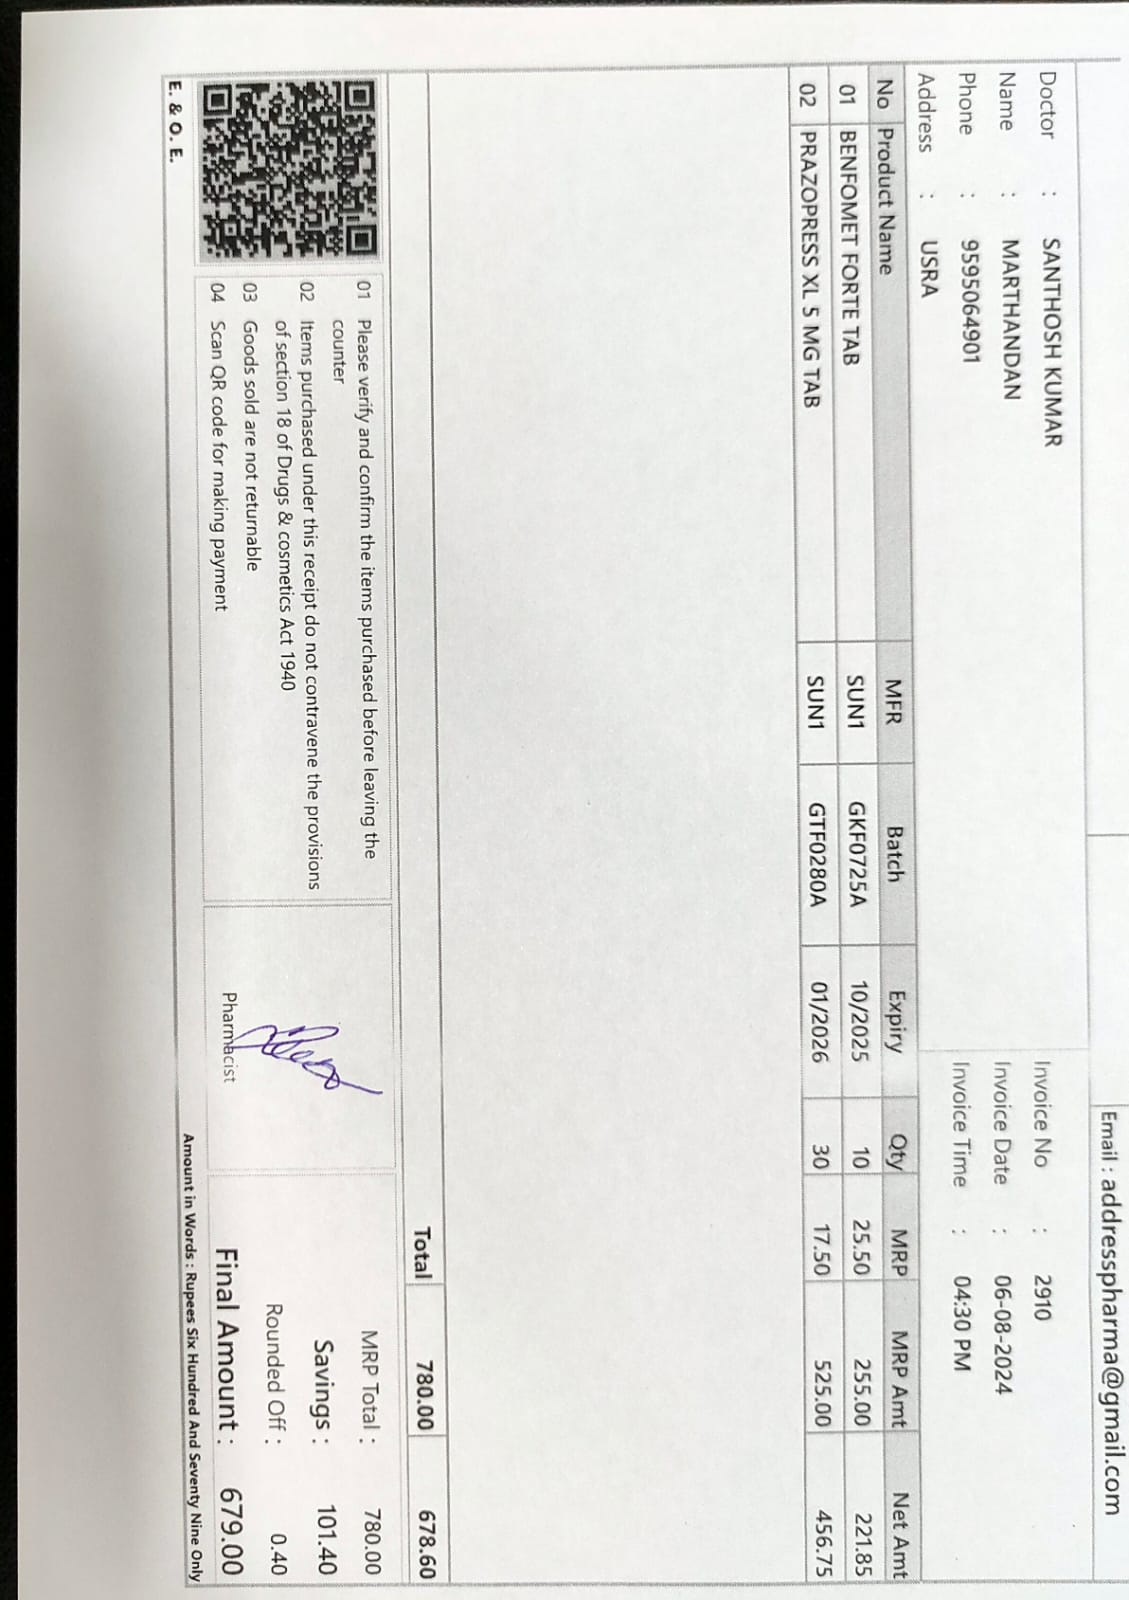 Email : addresspharma@gmail.com
Doctor : SANTHOSH KUMAR
Name : MARTHANDAN
Phone : 9595064901
Address : USRA
Invoice No : 2910
Invoice Date : 06-08-2024
Invoice Time : 04:30 PM
No Product Name MFR Batch Expiry Qty MRP MRP Amt Net Amt
01 BENFOMET FORTE TAB SUN1 GKF0725A 10/2025 10 25.50 255.00 221.85
02 PRAZOPRESS XL 5 MG TAB SUN1 GTF0280A 01/2026 30 17.50 525.00 456.75
Total 780.00 678.60
01 Please verify and confirm the items purchased before leaving the
counter
02 Items purchased under this receipt do not contravene the provisions
of section 18 of Drugs & cosmetics Act 1940
03 Goods sold are not returnable
04 Scan QR code for making payment
E. & O. E.
Pharmacist
MRP Total : 780.00
Savings : 101.40
Rounded Off : 0.40
Final Amount : 679.00
Amount in Words : Rupees Six Hundred And Seventy Nine Only